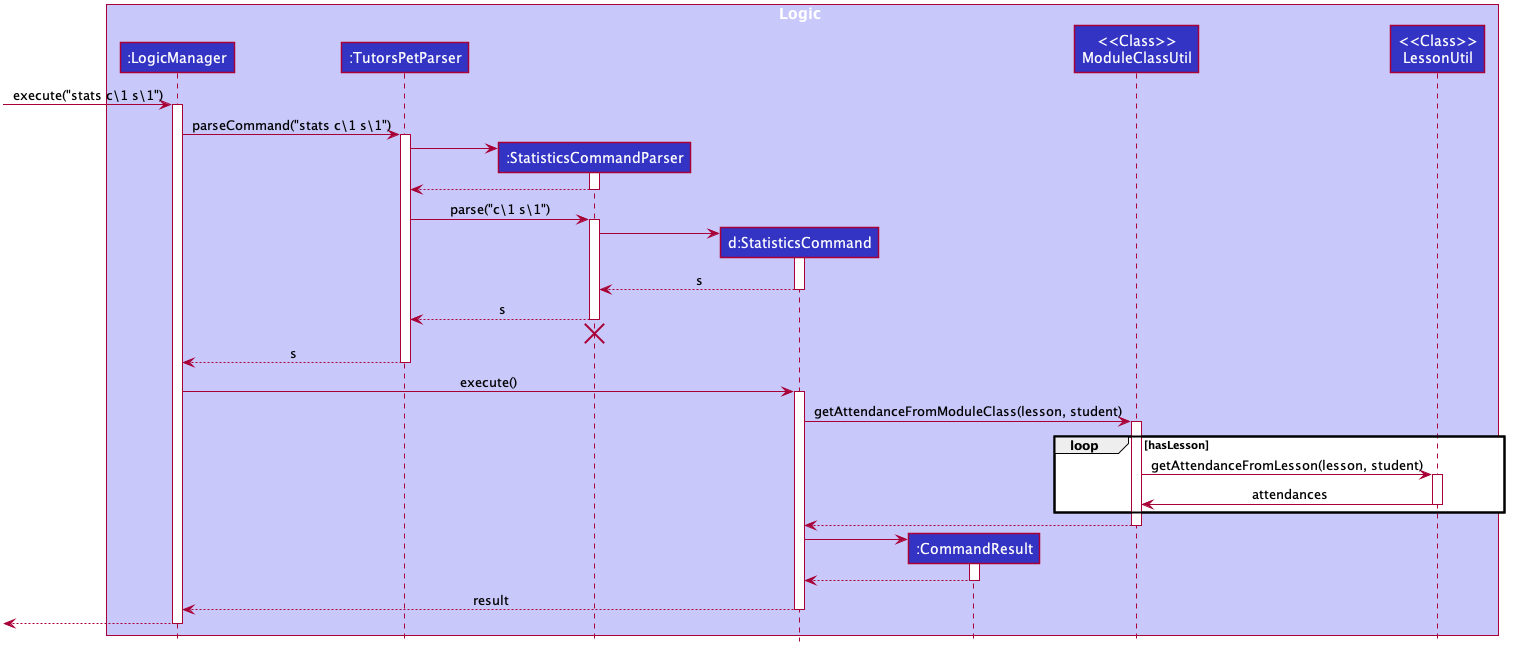 Logic
<<Class>>
ModuleClassUtil
<<Class>>
LessonUtil
:LogicManager
:TutorsPetParser
execute("stats c\1 s\1")
parseCommand("stats c\1 s\1")
:StatisticsCommandParser
parse("c\1 s\1")
d:StatisticsCommand
s
s
s
execute()
getAttendanceFromModuleClass(lesson, student)
loop
[hasLesson]
getAttendanceFromLesson(lesson, student)
attendances
:CommandResult
result